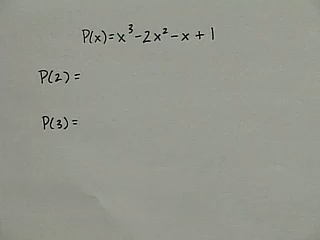 P(x)=x³-2x²-x+1
P(2)=
P(3)=